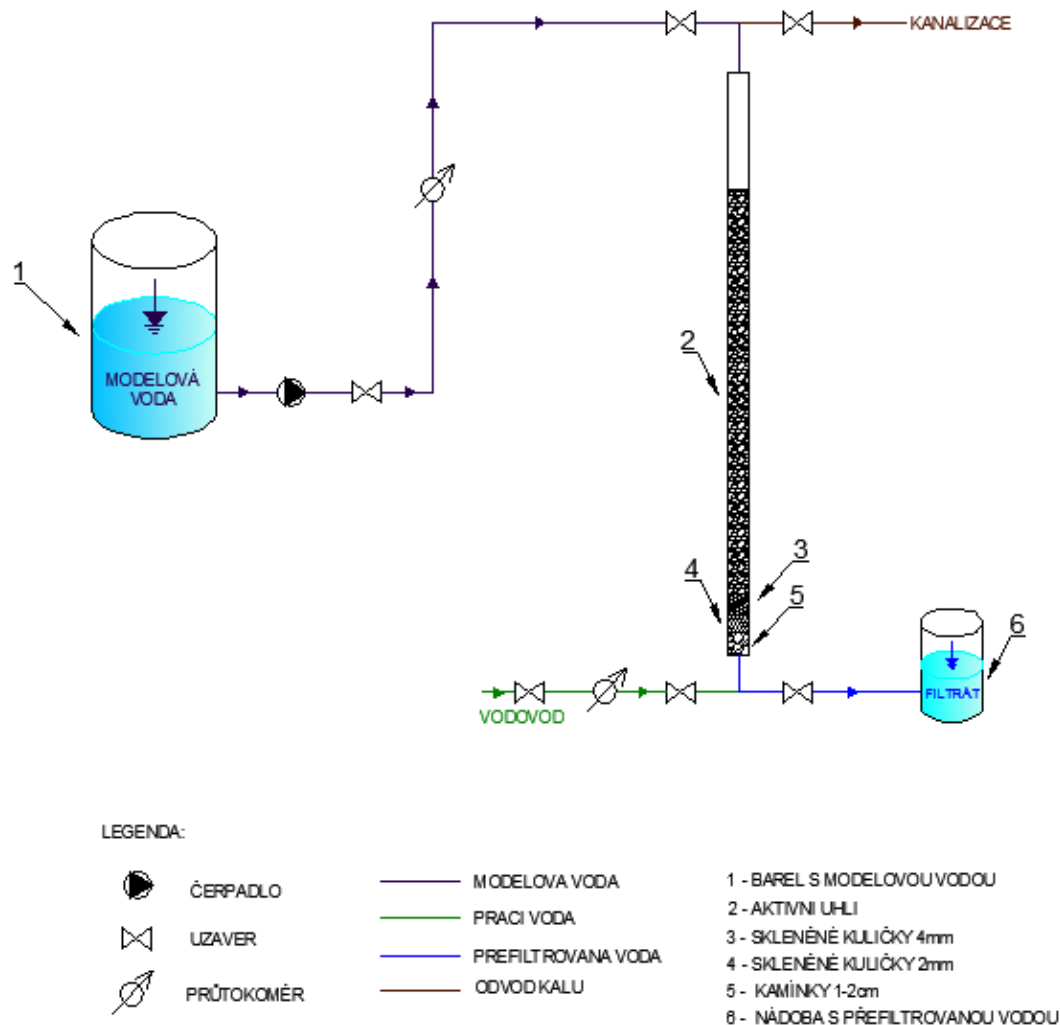 KANALIZACE
1
MODELOVÁ
VODA
2
3
4
5
6
FILTRÁT
VODOVOD
LEGENDA:
ČERPADLO
UZAVER
PRŮTOKOMĚR
MODELOVA VODA
PRACI VODA
PREFILTROVANA VODA
ODVOD KALU
1 - BAREL S MODELOVOU VODOU
2 - AKTIVNI UHLI
3 - SKLENĚNÉ KULIČKY 4mm
4 - SKLENĚNÉ KULIČKY 2mm
5 - KAMÍNKY 1-2cm
6 - NÁDOBA S PŘEFILTROVANOU VODOU